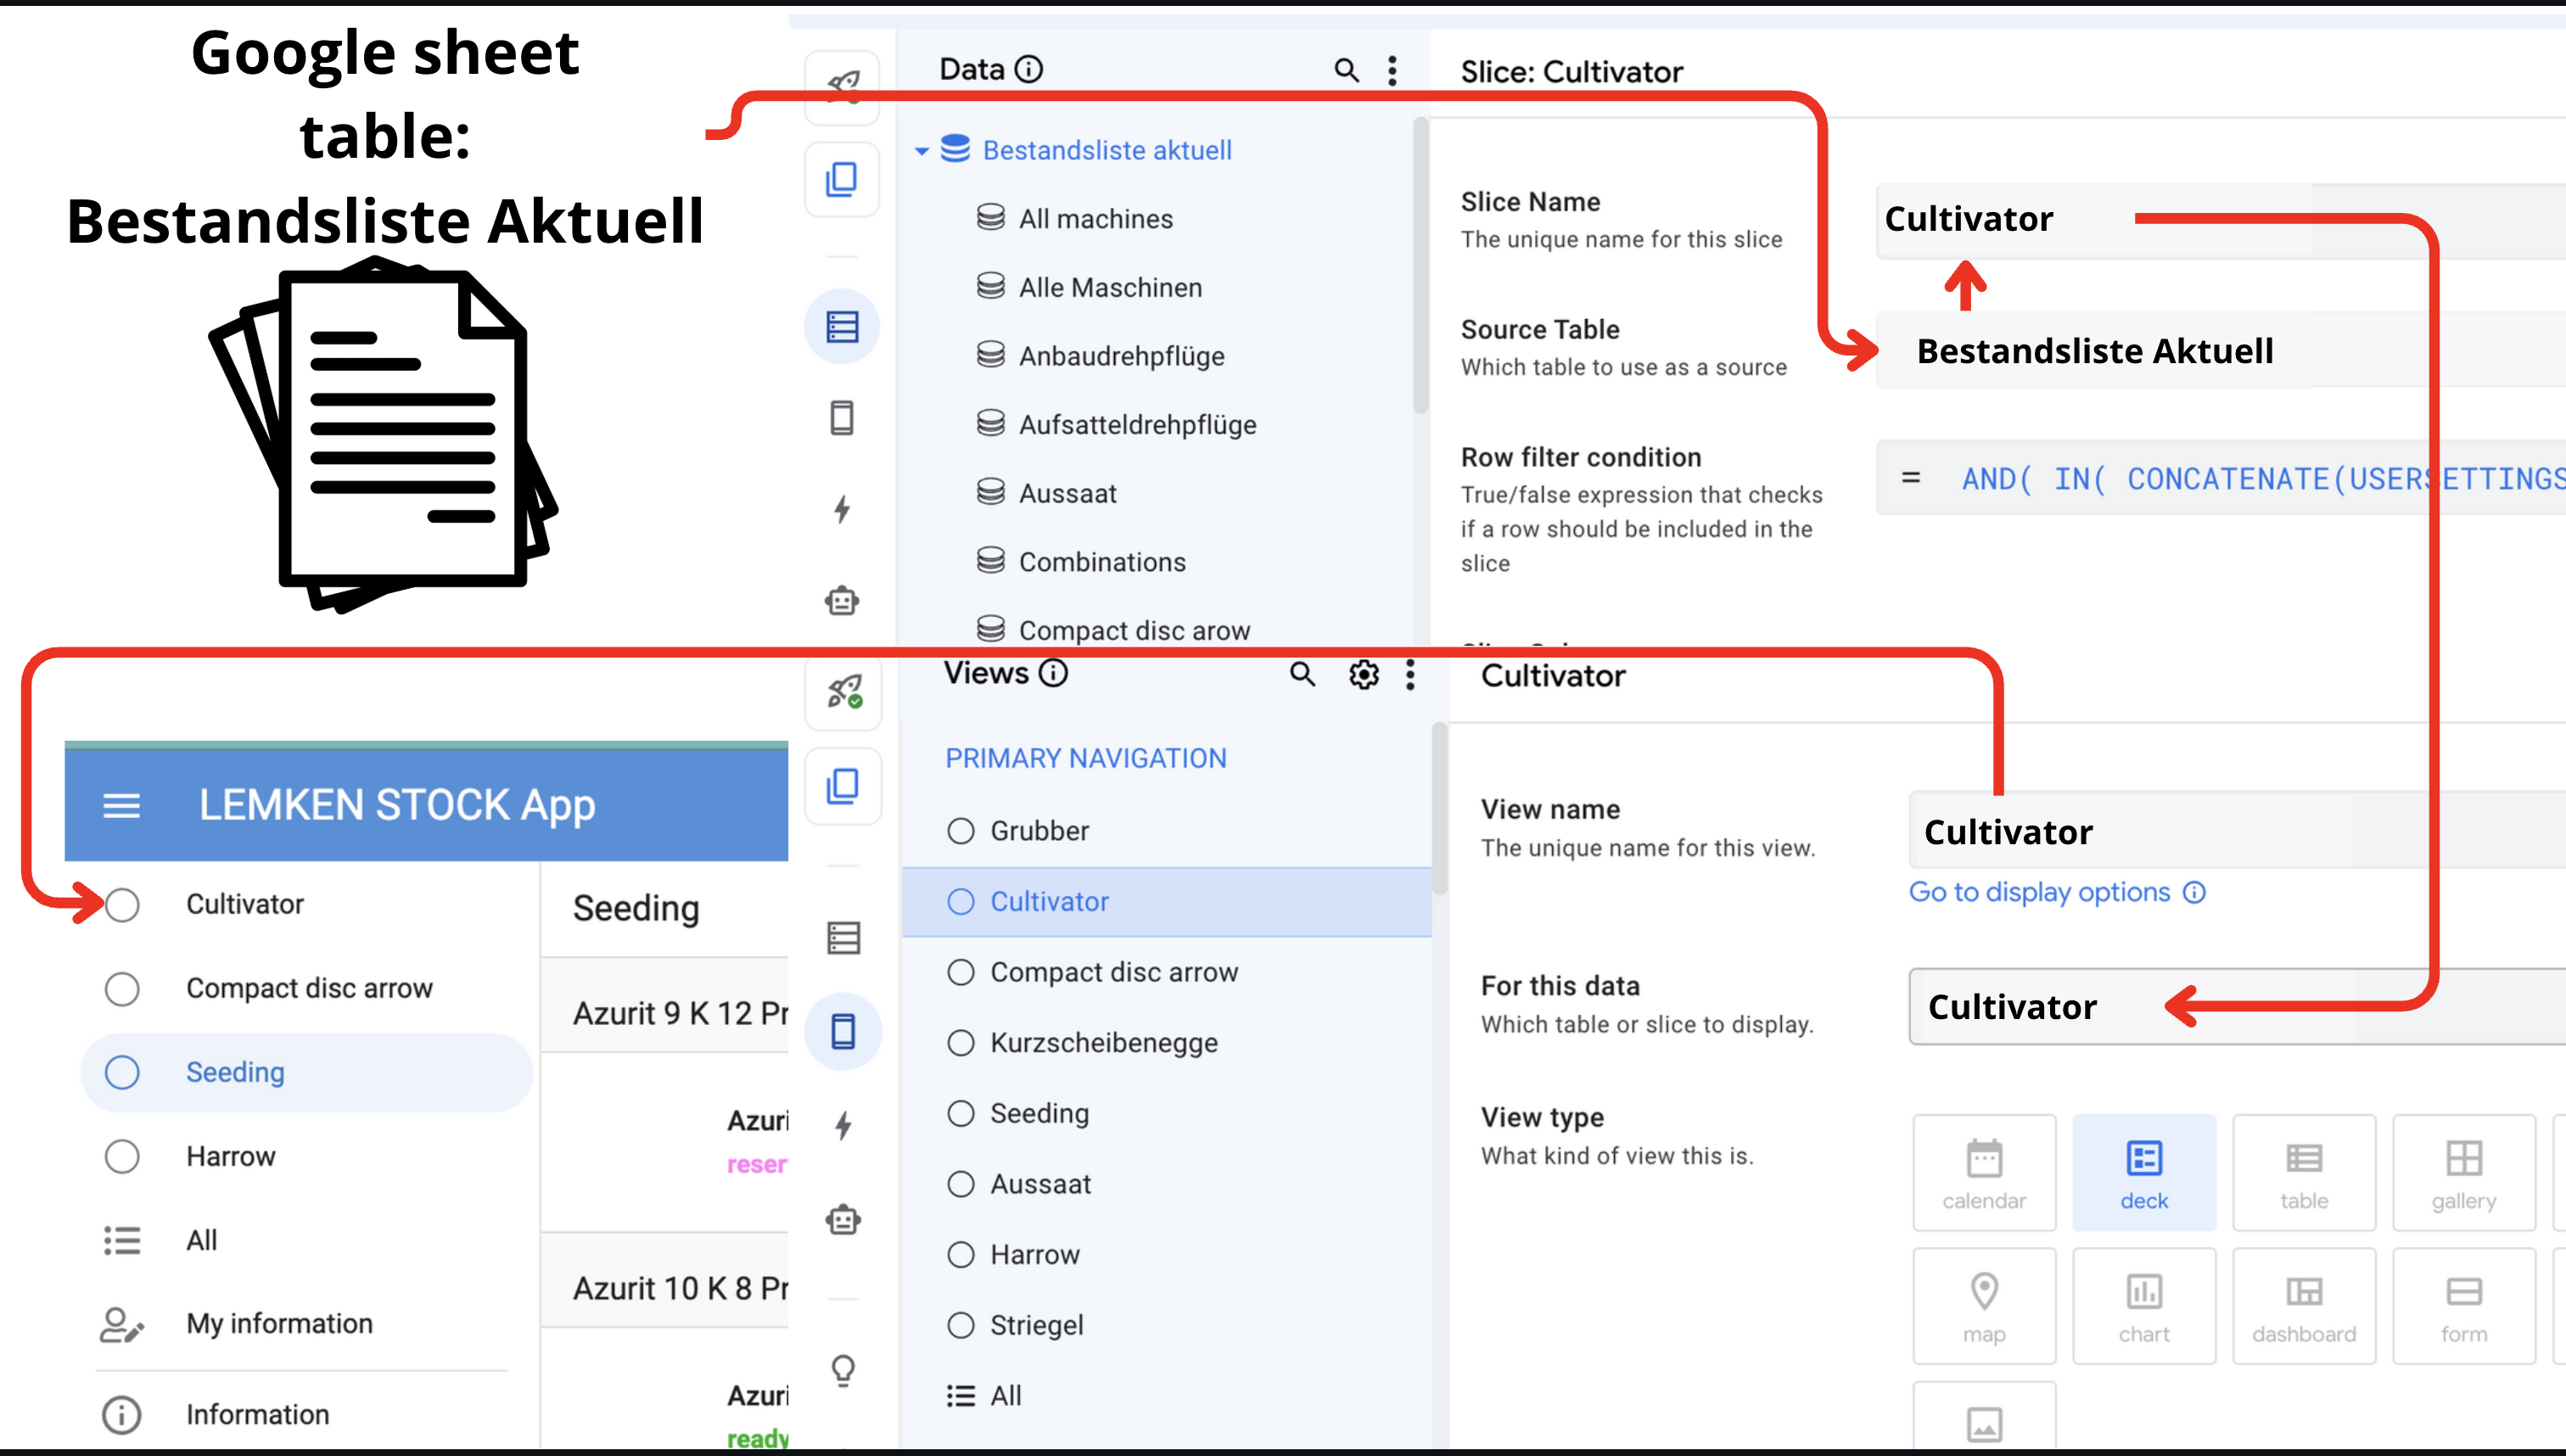 Google sheet
table:
Bestandsliste Aktuell
Data
Bestandsliste aktuell
All machines
Alle Maschinen
Anbaudrehpflüge
Aufsatteldrehpflüge
Aussaat
Combinations
Compact disc arow
Slice: Cultivator
Slice Name
The unique name for this slice
Cultivator
Source Table
Which table to use as a source
Bestandsliste Aktuell
Row filter condition
True/false expression that checks
if a row should be included in the
slice
= AND( IN( CONCATENATE(USERSETTINGS
LEMKEN STOCK App
Cultivator
Compact disc arrow
Seeding
Harrow
All
My information
Information
Seeding
Azurit 9 K 12 Pr
Azuri
reser
Azurit 10 K 8 Pr
Azuri
ready
Views
PRIMARY NAVIGATION
Grubber
Cultivator
Compact disc arrow
Kurzscheibenegge
Seeding
Aussaat
Harrow
Striegel
All
Cultivator
View name
The unique name for this view.
Cultivator
Go to display options
For this data
Which table or slice to display.
Cultivator
View type
What kind of view this is.
calendar
deck
table
gallery
map
chart
dashboard
form